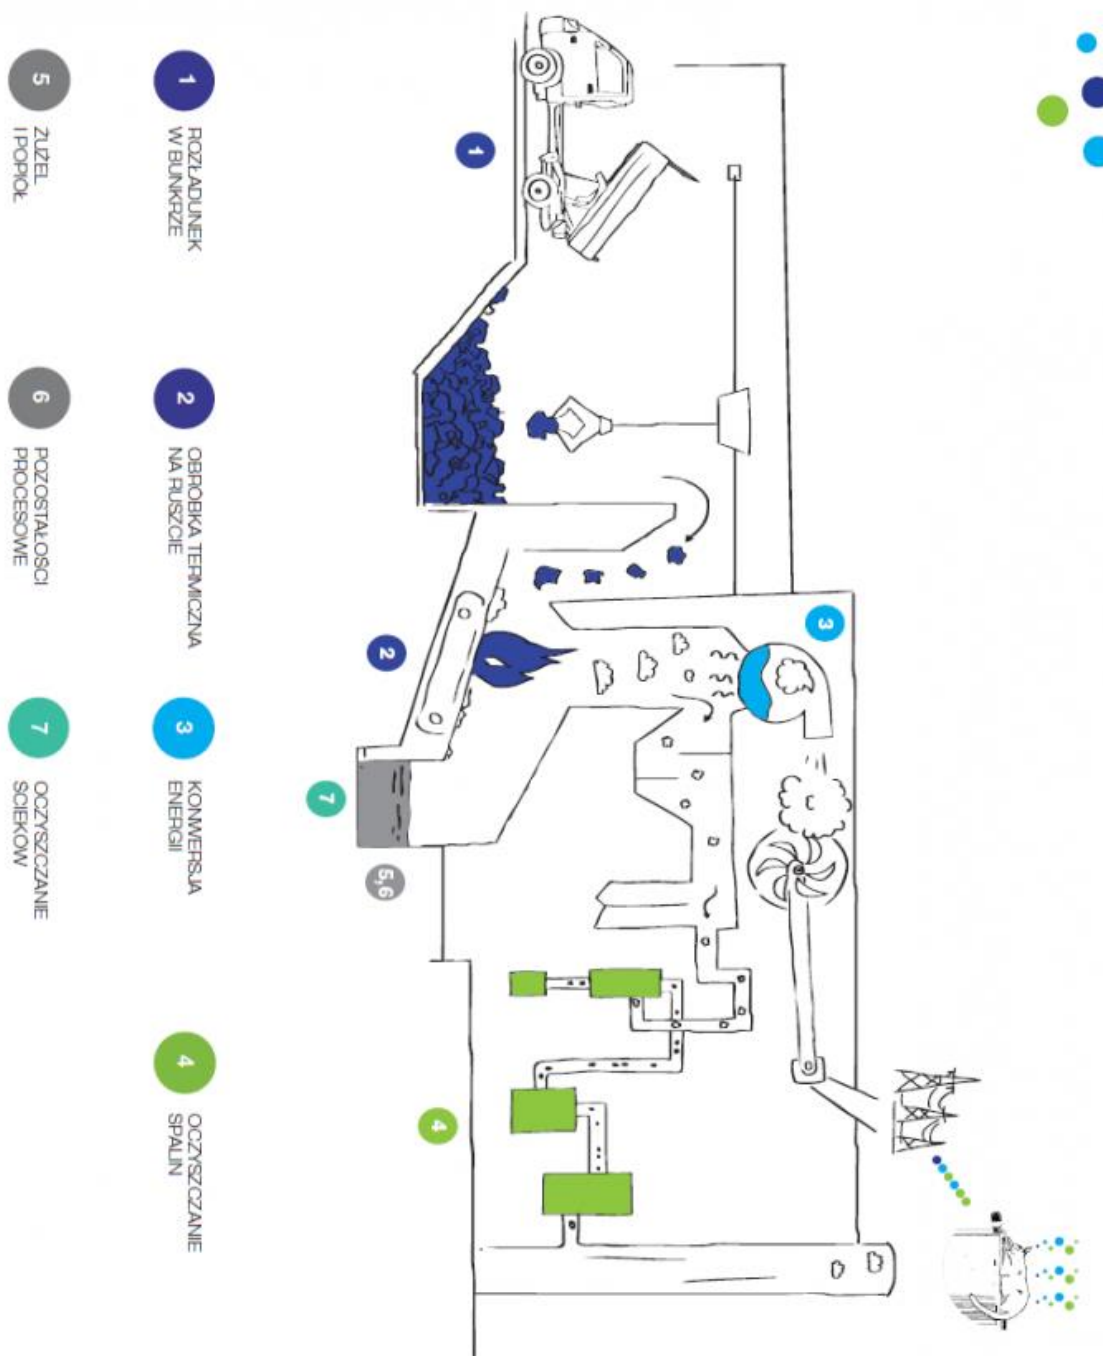 3
1
4
2
5,6
7
1
ROZŁADUNEK
W BUNKRZE
2
OBRÓBKA TERMICZNA
NA RUSZCIE
3
KONWERSJA
ENERGII
4
OCZYSZCZANIE
SPALIN
5
ŻUŻEL
I POPIÓŁ
6
POZOSTAŁOŚCI
PROCESOWE
7
OCZYSZCZANIE
ŚCIEKÓW